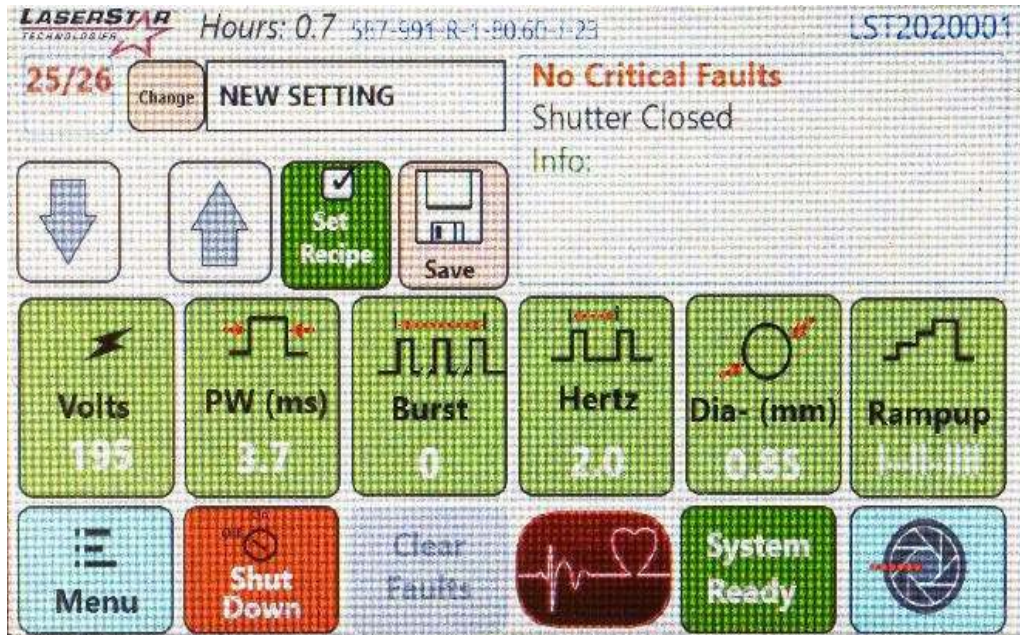 LASERSTAR
TECHNOLOGIES
Hours: 0.7
LST2020001
25/26
Change
NEW SETTING
No Critical Faults
Shutter Closed
Info:
Set
Recipe
Save
Volts
195
PW (ms)
3.7
Burst
0
Hertz
2.0
Dia- (mm)
0.85
Rampup
Menu
Shut
Down
Clear
Faults
System
Ready